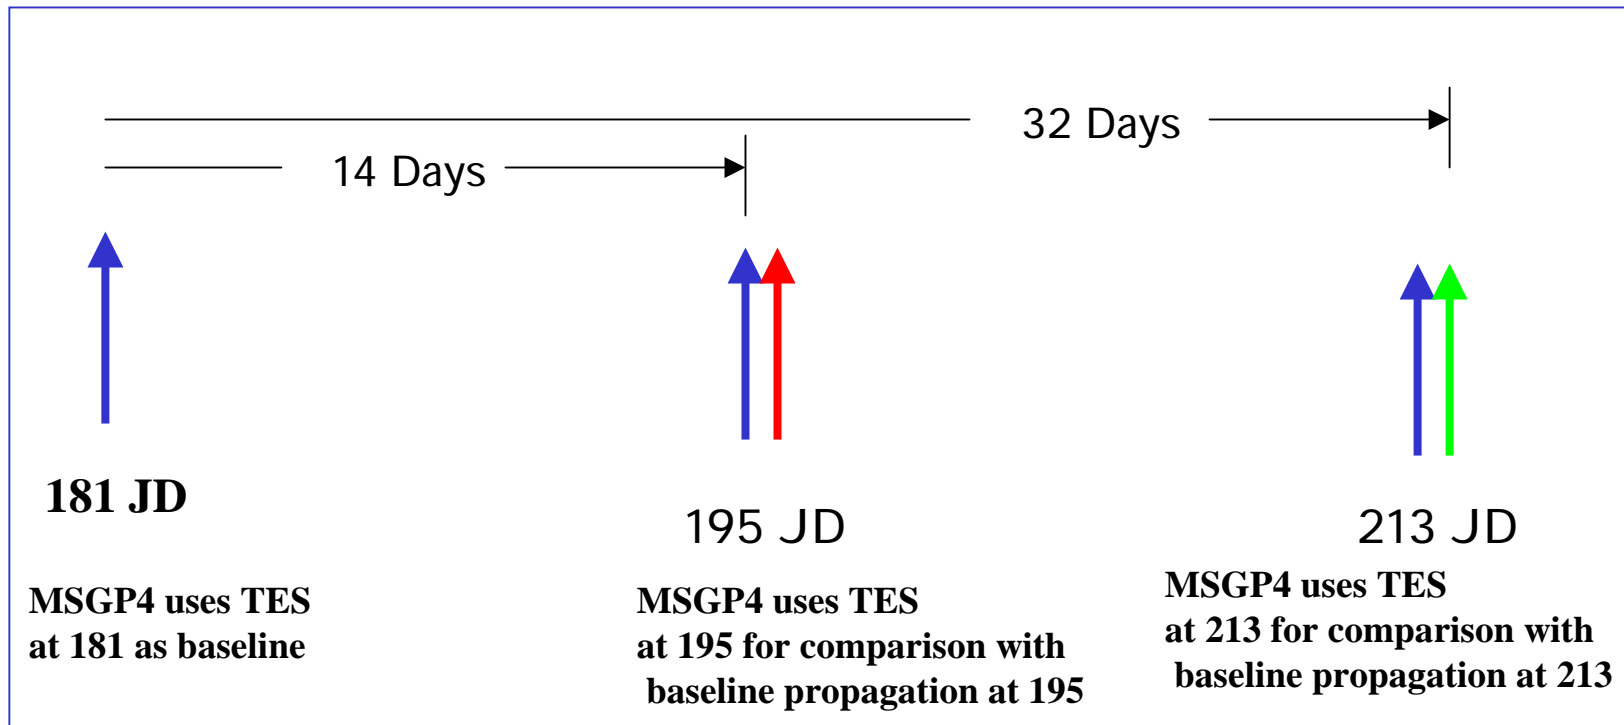 32 Days
14 Days
181 JD
195 JD
213 JD
MSGP4 uses TES
at 181 as baseline
MSGP4 uses TES
at 195 for comparison with
baseline propagation at 195
MSGP4 uses TES
at 213 for comparison with
baseline propagation at 213